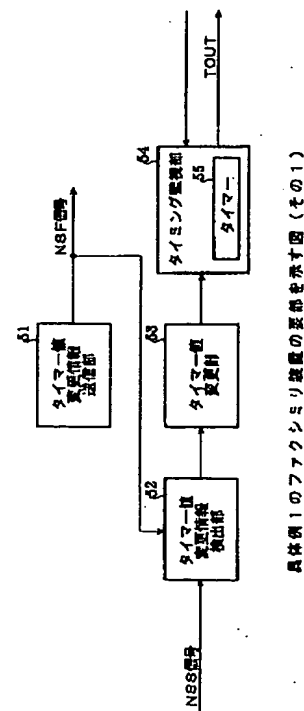 51
タイマー値
変更情報
送信部
NSF信号
NSS信号
52
タイマー値
変更情報
検出部
53
タイマー値
変更部
54
タイミング監視部
55
タイマー
TOUT
具体例1のファクシミリ装置の要部を示す図(その1)